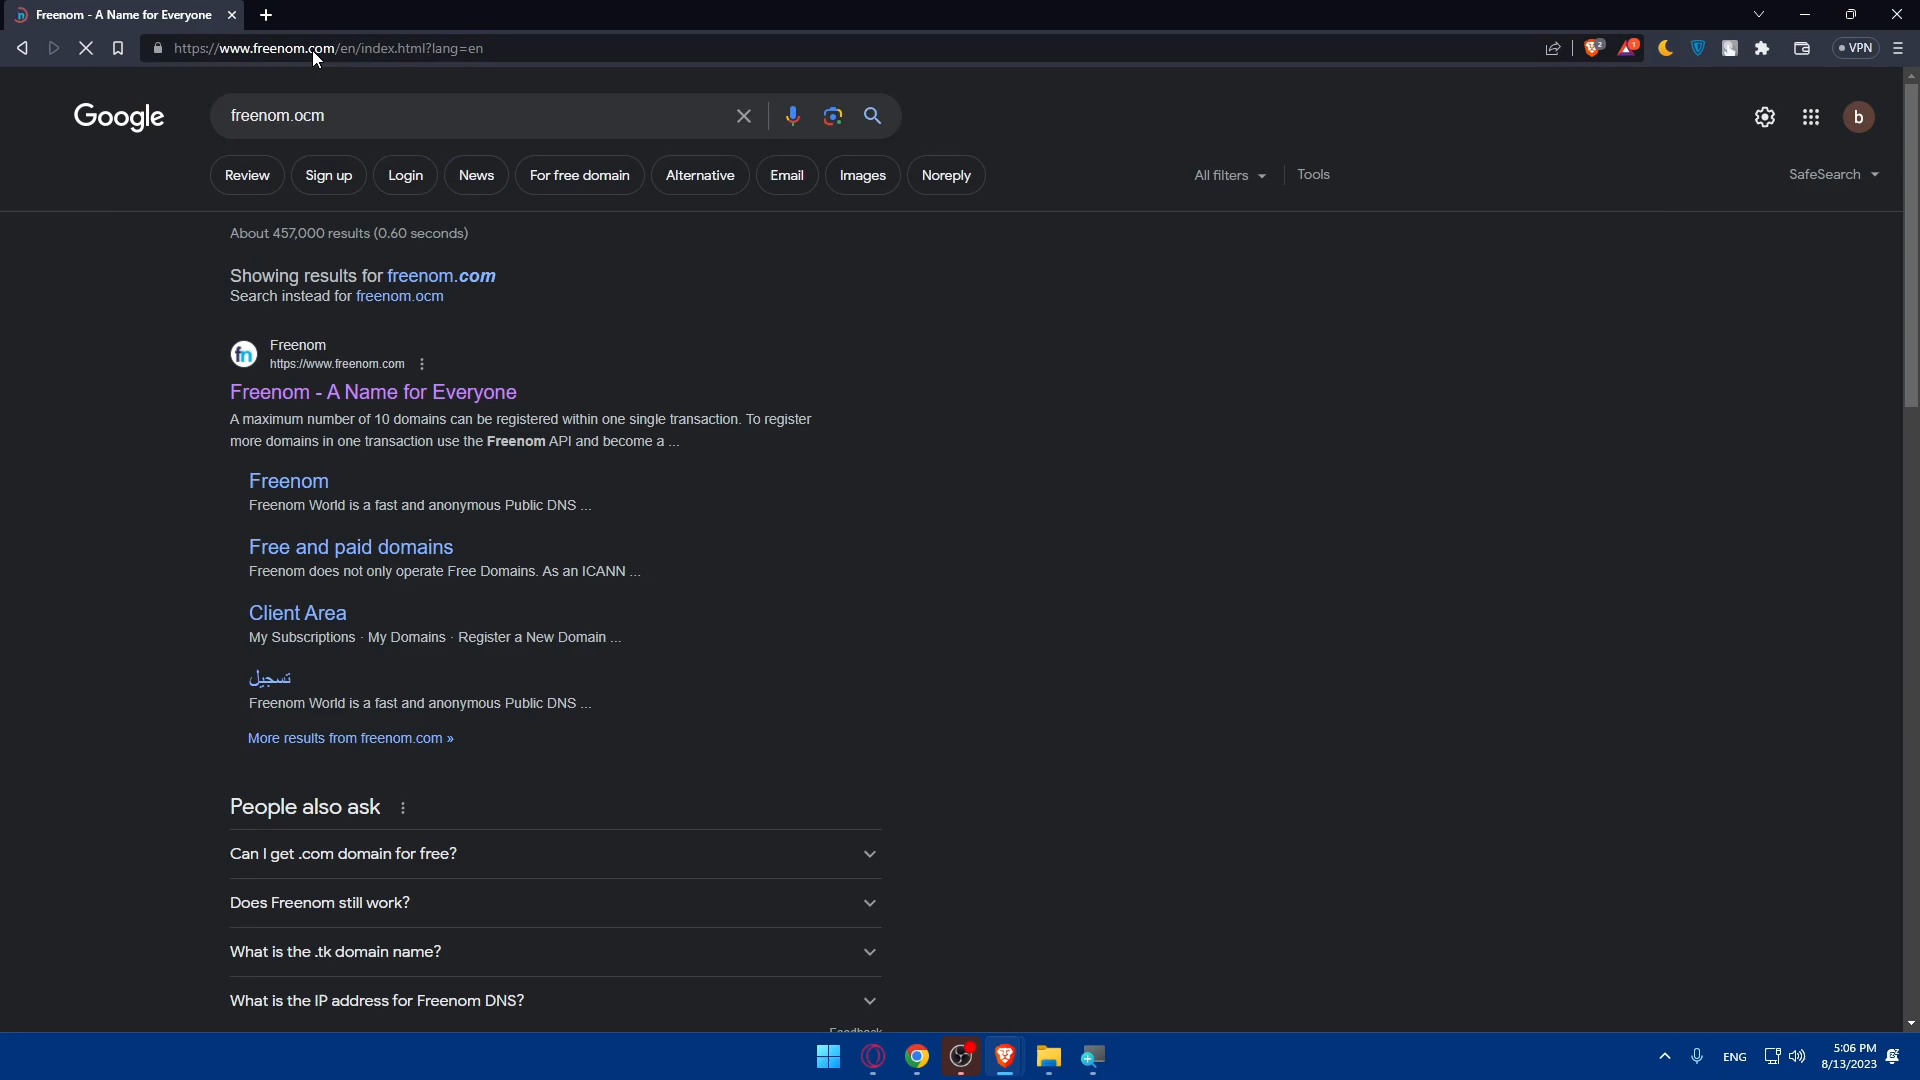 Freenom - A Name for Everyone
https://www.freenom.com/en/index.html?lang=en
2
1
VPN
Google
freenom.ocm
b
Review
Sign up
Login
News
For free domain
Alternative
Email
Images
Noreply
All filters
Tools
SafeSearch
About 457,000 results (0.60 seconds)
Showing results for freenom.com
Search instead for freenom.ocm
fn
Freenom
https://www.freenom.com
Freenom - A Name for Everyone
A maximum number of 10 domains can be registered within one single transaction. To register
more domains in one transaction use the Freenom API and become a ...
Freenom
Freenom World is a fast and anonymous Public DNS ...
Free and paid domains
Freenom does not only operate Free Domains. As an ICANN ...
Client Area
My Subscriptions · My Domains · Register a New Domain ...
تسجيل
Freenom World is a fast and anonymous Public DNS ...
More results from freenom.com »
People also ask
Can I get .com domain for free?
Does Freenom still work?
What is the .tk domain name?
What is the IP address for Freenom DNS?
Feedback
ENG
5:06 PM
8/13/2023